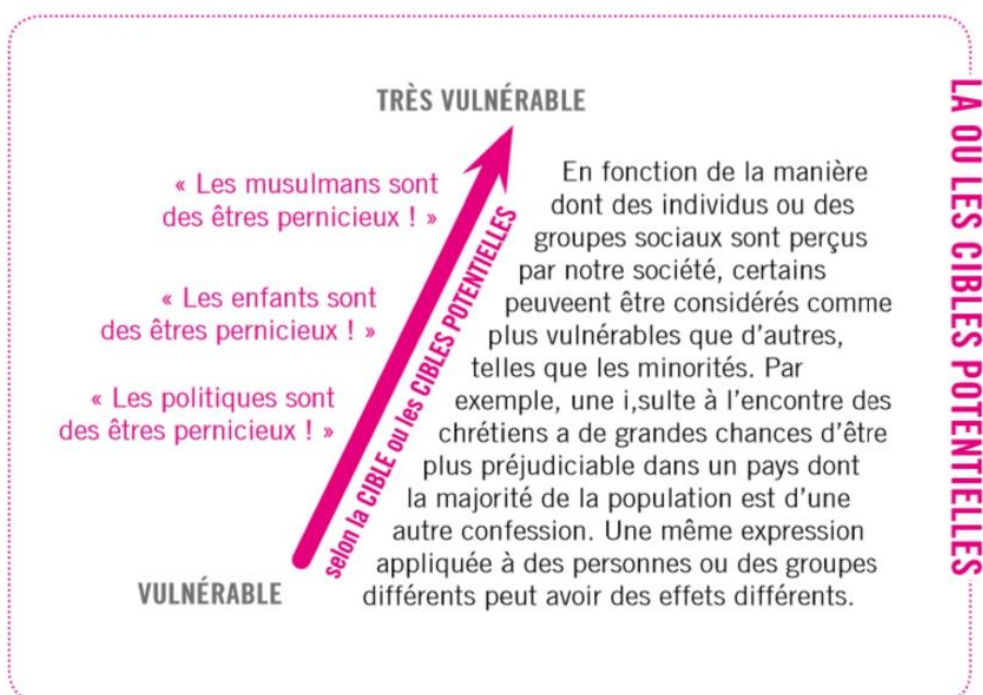 TRÈS VULNÉRABLE
« Les musulmans sont
des êtres pernicieux ! »
« Les enfants sont
des êtres pernicieux ! »
« Les politiques sont
des êtres pernicieux ! »
VULNÉRABLE
selon la CIBLE ou les CIBLES POTENTIELLES
En fonction de la manière
dont des individus ou des
groupes sociaux sont perçus
par notre société, certains
peuveent être considérés comme
plus vulnérables que d'autres,
telles que les minorités. Par
exemple, une i,sulte à l'encontre des
chrétiens a de grandes chances d'être
plus préjudiciable dans un pays dont
la majorité de la population est d'une
autre confession. Une même expression
appliquée à des personnes ou des groupes
différents peut avoir des effets différents.
LA OU LES CIBLES POTENTIELLES